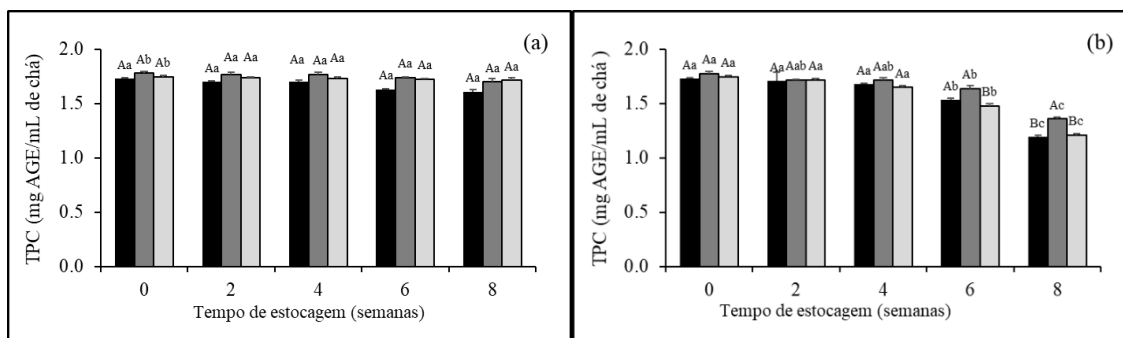 (a)
TPC (mg AGE/mL de chá)
2.0
1.5
1.0
0.5
0.0
Aa Ab Ab
Aa Aa Aa
Aa Aa Aa
Aa Aa Aa
Aa Aa Aa
0 2 4 6 8
Tempo de estocagem (semanas)
(b)
TPC (mg AGE/mL de chá)
2.0
1.5
1.0
0.5
0.0
Aa Aa Aa
Aa Aab Aa
Aa Aab Aa
Ab Ab Bb
Bc Ac Bc
0 2 4 6 8
Tempo de estocagem (semanas)